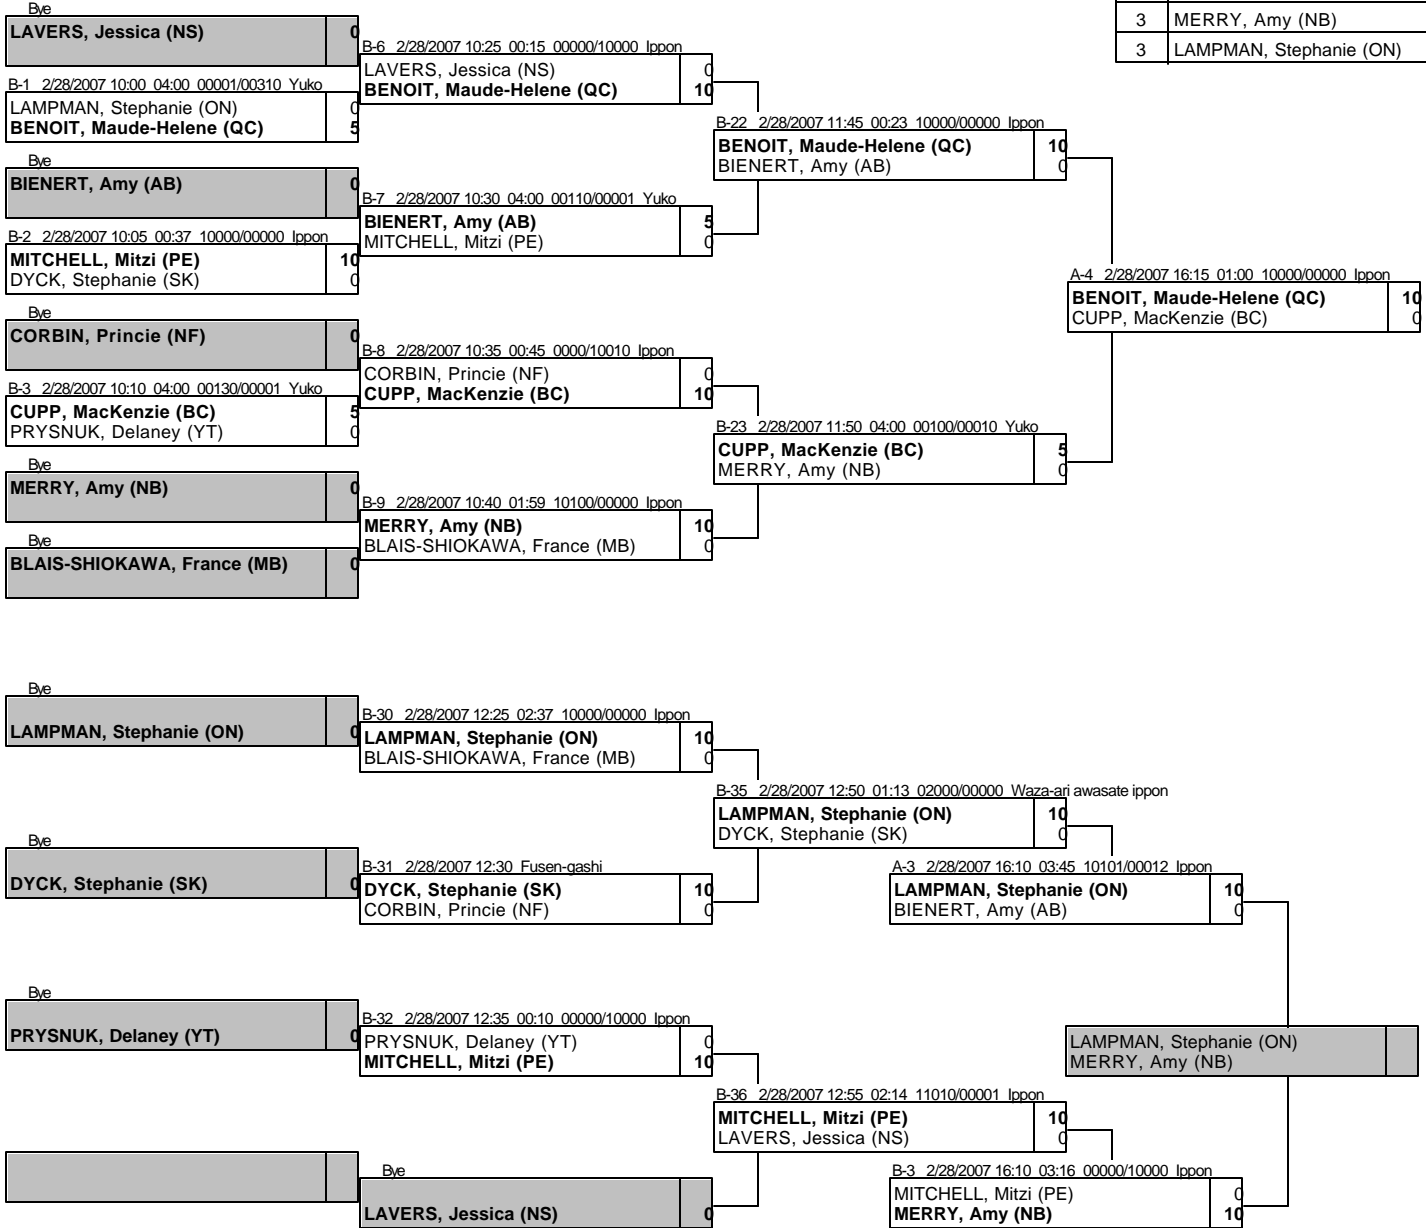 3 MERRY, Amy (NB)
3 LAMPMAN, Stephanie (ON)
Bye
LAVERS, Jessica (NS) 0
B-6 2/28/2007 10:25 00:15 00000/10000 Ippon
LAVERS, Jessica (NS) 0
BENOIT, Maude-Helene (QC) 10
B-1 2/28/2007 10:00 04:00 00001/00310 Yuko
LAMPMAN, Stephanie (ON) 0
BENOIT, Maude-Helene (QC) 5
B-22 2/28/2007 11:45 00:23 10000/00000 Ippon
BENOIT, Maude-Helene (QC) 10
BIENERT, Amy (AB) 0
Bye
BIENERT, Amy (AB) 0
B-7 2/28/2007 10:30 04:00 00110/00001 Yuko
BIENERT, Amy (AB) 5
MITCHELL, Mitzi (PE) 0
B-2 2/28/2007 10:05 00:37 10000/00000 Ippon
MITCHELL, Mitzi (PE) 10
DYCK, Stephanie (SK) 0
A-4 2/28/2007 16:15 01:00 10000/00000 Ippon
BENOIT, Maude-Helene (QC) 10
CUPP, MacKenzie (BC) 0
Bye
CORBIN, Princie (NF) 0
B-8 2/28/2007 10:35 00:45 0000/10010 Ippon
CORBIN, Princie (NF) 0
CUPP, MacKenzie (BC) 10
B-3 2/28/2007 10:10 04:00 00130/00001 Yuko
CUPP, MacKenzie (BC) 5
PRYSNUK, Delaney (YT) 0
B-23 2/28/2007 11:50 04:00 00100/00010 Yuko
CUPP, MacKenzie (BC) 5
MERRY, Amy (NB) 0
Bye
MERRY, Amy (NB) 0
B-9 2/28/2007 10:40 01:59 10100/00000 Ippon
MERRY, Amy (NB) 10
BLAIS-SHIOKAWA, France (MB) 0
Bye
BLAIS-SHIOKAWA, France (MB) 0
Bye
LAMPMAN, Stephanie (ON) 0
B-30 2/28/2007 12:25 02:37 10000/00000 Ippon
LAMPMAN, Stephanie (ON) 10
BLAIS-SHIOKAWA, France (MB) 0
B-35 2/28/2007 12:50 01:13 02000/00000 Waza-ari awasate ippon
LAMPMAN, Stephanie (ON) 10
DYCK, Stephanie (SK) 0
Bye
DYCK, Stephanie (SK) 0
B-31 2/28/2007 12:30 Fusen-gashi
DYCK, Stephanie (SK) 10
CORBIN, Princie (NF) 0
A-3 2/28/2007 16:10 03:45 10101/00012 Ippon
LAMPMAN, Stephanie (ON) 10
BIENERT, Amy (AB) 0
Bye
PRYSNUK, Delaney (YT) 0
B-32 2/28/2007 12:35 00:10 00000/10000 Ippon
PRYSNUK, Delaney (YT) 0
MITCHELL, Mitzi (PE) 10
LAMPMAN, Stephanie (ON)
MERRY, Amy (NB)
B-36 2/28/2007 12:55 02:14 11010/00001 Ippon
MITCHELL, Mitzi (PE) 10
LAVERS, Jessica (NS) 0
Bye
LAVERS, Jessica (NS) 0
B-3 2/28/2007 16:10 03:16 00000/10000 Ippon
MITCHELL, Mitzi (PE) 0
MERRY, Amy (NB) 10